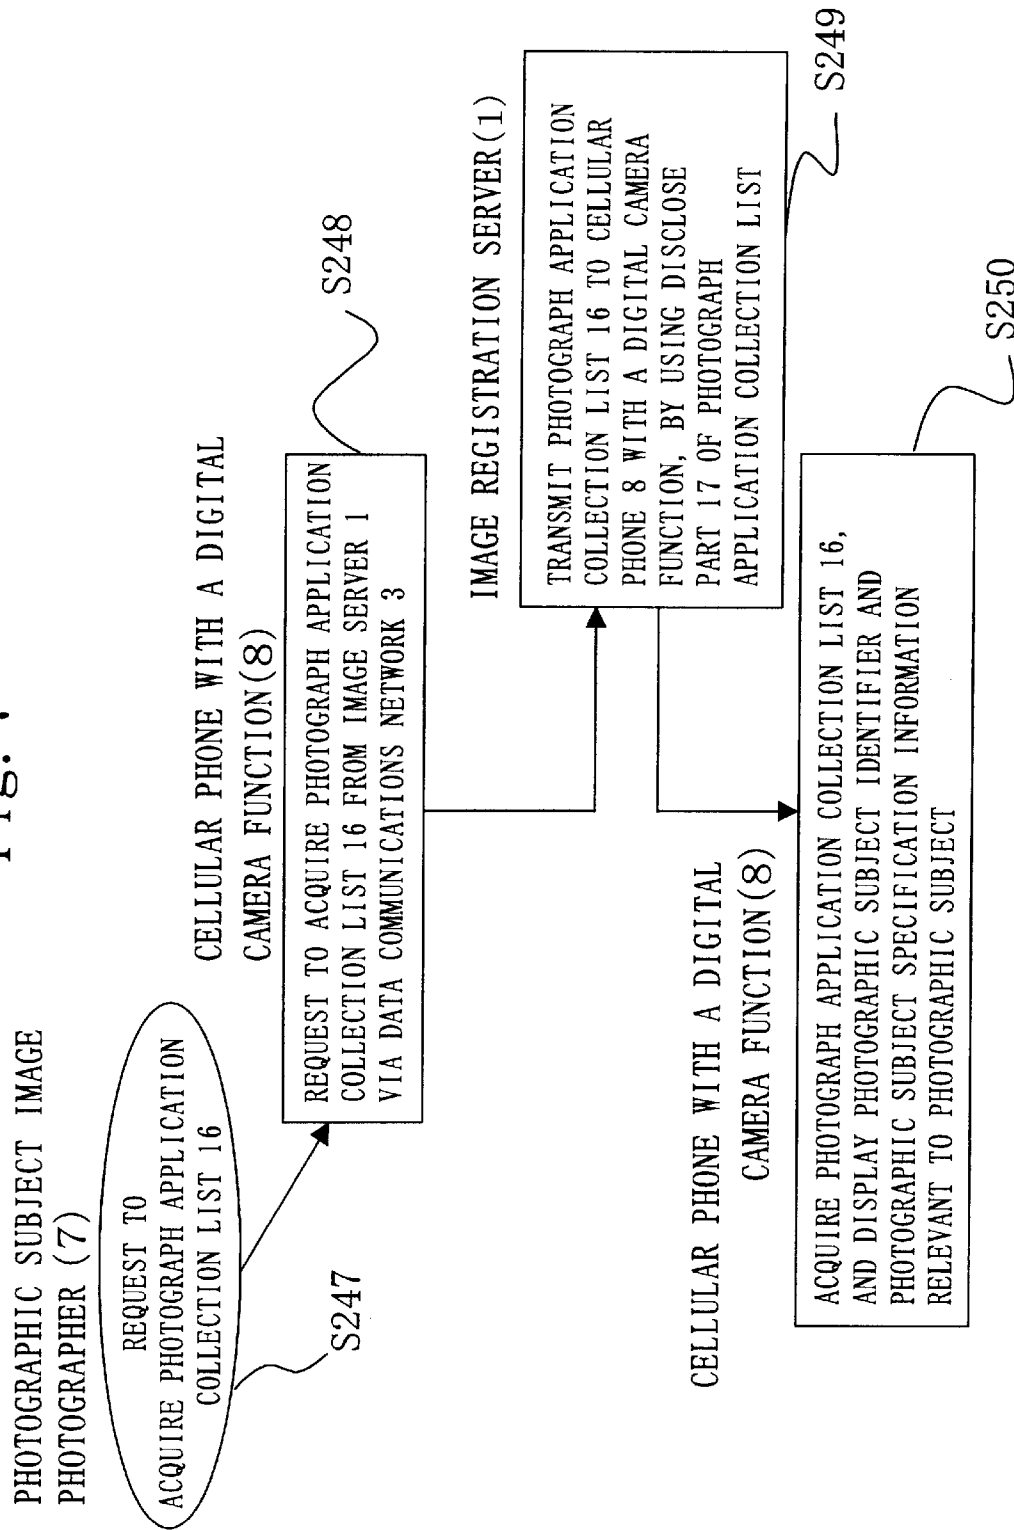 PHOTOGRAPHIC SUBJECT IMAGE
PHOTOGRAPHER (7)
REQUEST TO
ACQUIRE PHOTOGRAPH APPLICATION
COLLECTION LIST 16
S247
CELLULAR PHONE WITH A DIGITAL
CAMERA FUNCTION(8)
REQUEST TO ACQUIRE PHOTOGRAPH APPLICATION
COLLECTION LIST 16 FROM IMAGE SERVER 1
VIA DATA COMMUNICATIONS NETWORK 3
S248
IMAGE REGISTRATION SERVER(1)
TRANSMIT PHOTOGRAPH APPLICATION
COLLECTION LIST 16 TO CELLULAR
PHONE 8 WITH A DIGITAL CAMERA
FUNCTION, BY USING DISCLOSE
PART 17 OF PHOTOGRAPH
APPLICATION COLLECTION LIST
S249
CELLULAR PHONE WITH A DIGITAL
CAMERA FUNCTION(8)
ACQUIRE PHOTOGRAPH APPLICATION COLLECTION LIST 16,
AND DISPLAY PHOTOGRAPHIC SUBJECT IDENTIFIER AND
PHOTOGRAPHIC SUBJECT SPECIFICATION INFORMATION
RELEVANT TO PHOTOGRAPHIC SUBJECT
S250